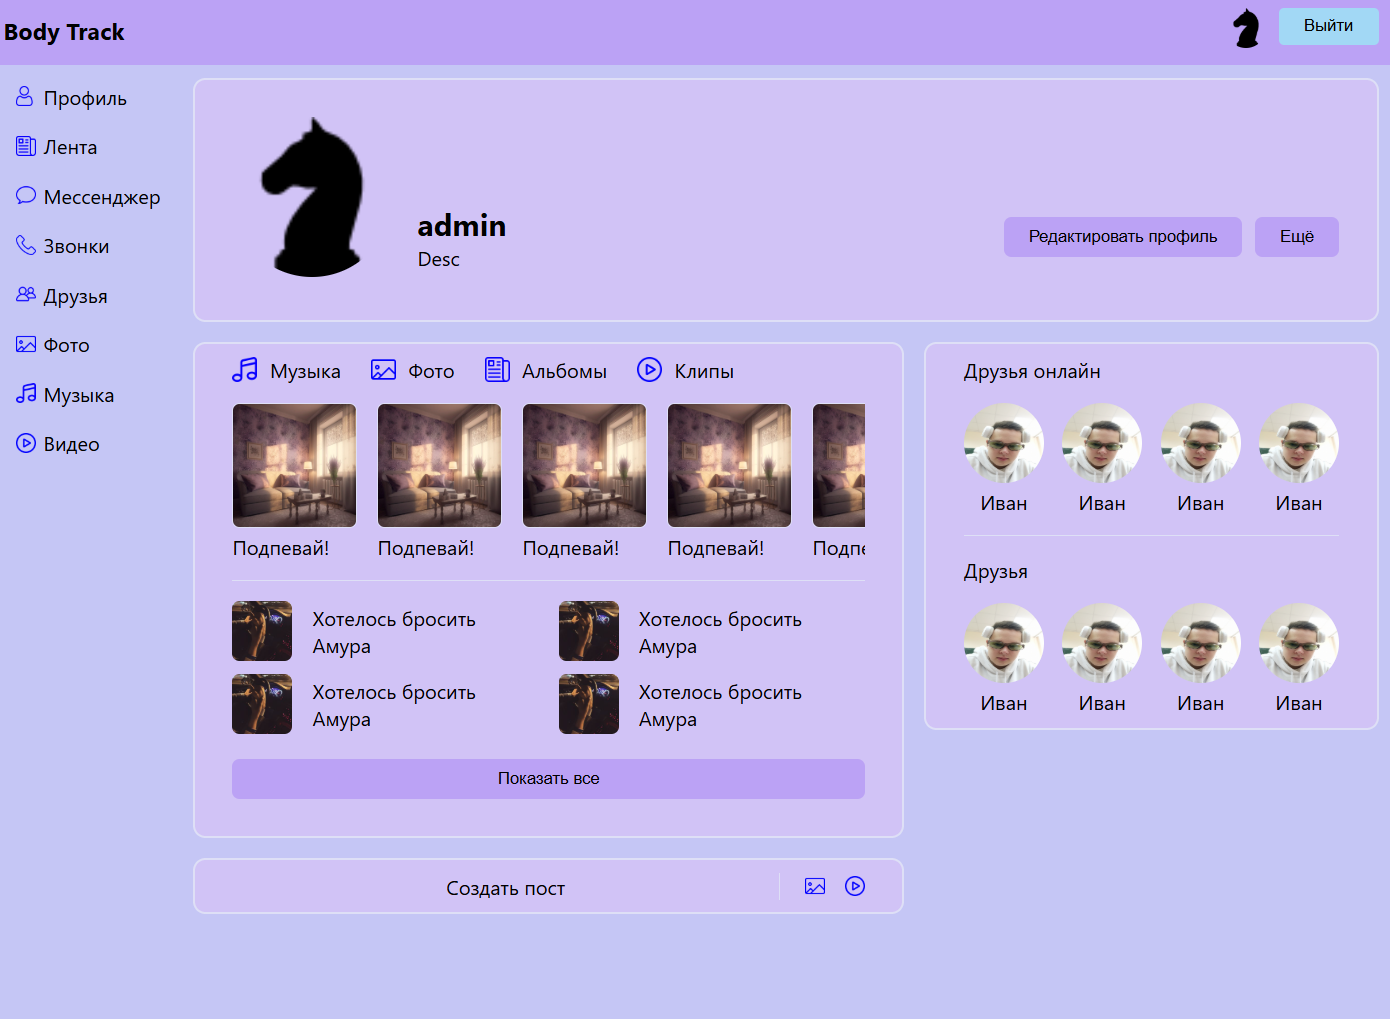 Body Track
Выйти
Профиль
Лента
Мессенджер
Звонки
Друзья
Фото
Музыка
Видео
admin
Desc
Редактировать профиль
Ещё
Музыка
Фото
Альбомы
Клипы
Подпевай!
Подпевай!
Подпевай!
Подпевай!
Подпе
Хотелось бросить
Амура
Хотелось бросить
Амура
Хотелось бросить
Амура
Хотелось бросить
Амура
Показать все
Создать пост
Друзья онлайн
Иван
Иван
Иван
Иван
Друзья
Иван
Иван
Иван
Иван